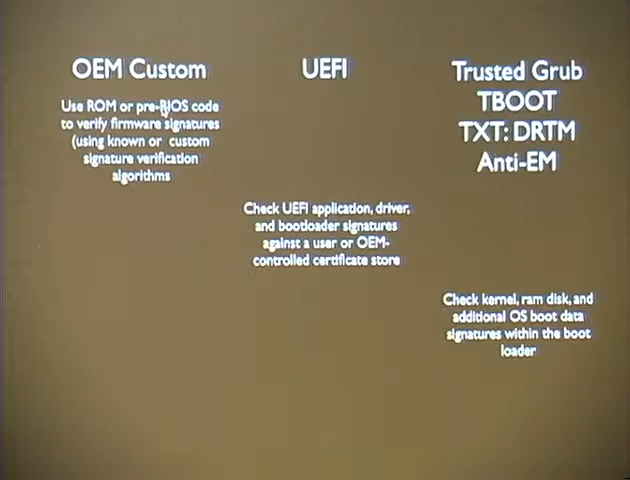 OEM Custom
Use ROM or pre-BIOS code
to verify firmware signatures
(using known or custom
signature verification
algorithms
UEFI
Check UEFI application, driver,
and bootloader signatures
against a user or OEM-
controlled certificate store
Trusted Grub
TBOOT
TXT: DRTM
Anti-EM
Check kernel, ram disk, and
additional OS boot data
signatures within the boot
loader